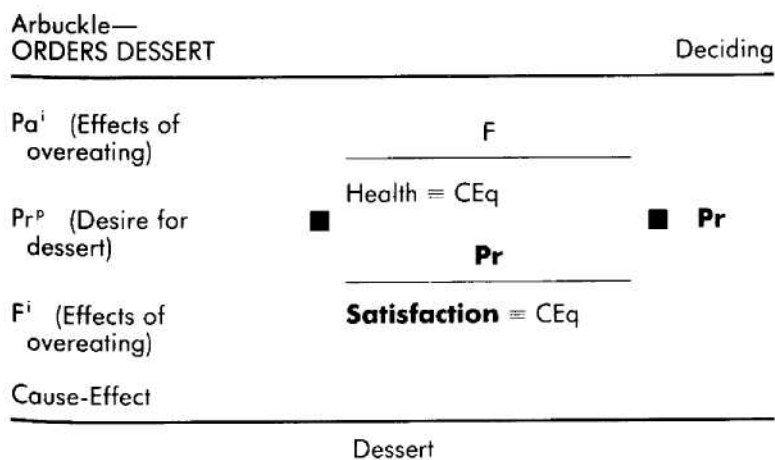 Arbuckle—
ORDERS DESSERT Deciding
Paⁱ (Effects of
overeating)
F
Health ≡ CEq
Prᵖ (Desire for
dessert)
■ ■ Pr
Pr
Satisfaction ≡ CEq
Fⁱ (Effects of
overeating)
Cause-Effect
Dessert